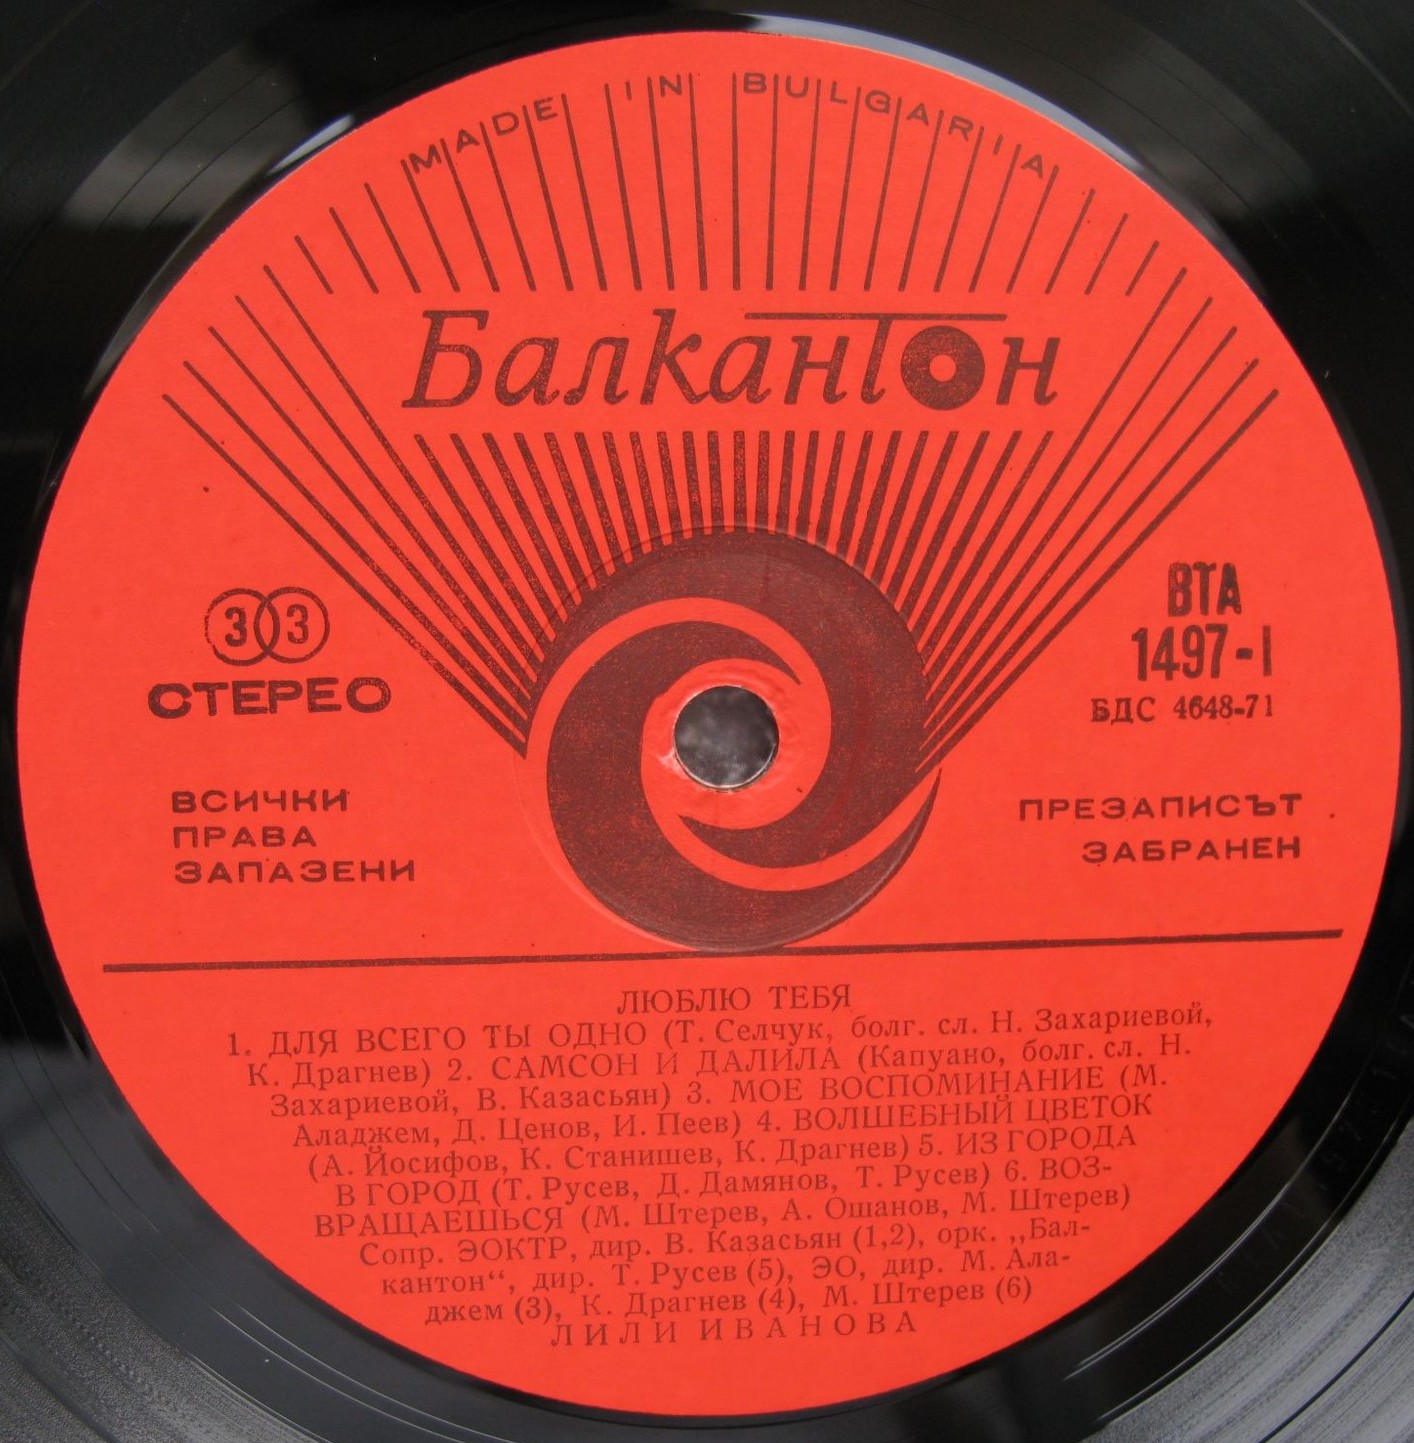 MADE IN BULGARIA
Балкантон
33
СТЕРЕО
ВТА
1497-I
БДС 4648-71
ВСИЧКИ
ПРАВА
ЗАПАЗЕНИ
ПРЕЗАПИСЪТ
ЗАБРАНЕН
ЛЮБЛЮ ТЕБЯ
1. ДЛЯ ВСЕГО ТЫ ОДНО (Т. Селчук, болг. сл. Н. Захариевой,
К. Драгнев) 2. САМСОН И ДАЛИЛА (Капуано, болг. сл. Н.
Захариевой, В. Казасьян) 3. МОЕ ВОСПОМИНАНИЕ (М.
Аладжем, Д. Ценов, И. Пеев) 4. ВОЛШЕБНЫЙ ЦВЕТОК
(А. Йосифов, К. Станишев, К. Драгнев) 5. ИЗ ГОРОДА
В ГОРОД (Т. Русев, Д. Дамянов, Т. Русев) 6. ВОЗ-
ВРАЩАЕШЬСЯ (М. Штерев, А. Ошанов, М. Штерев)
Сопр. ЭОКТР, дир. В. Казасьян (1,2), орк. „Бал-
кантон“, дир. Т. Русев (5), ЭО, дир. М. Ала-
джем (3), К. Драгнев (4), М. Штерев (6)
ЛИЛИ ИВАНОВА